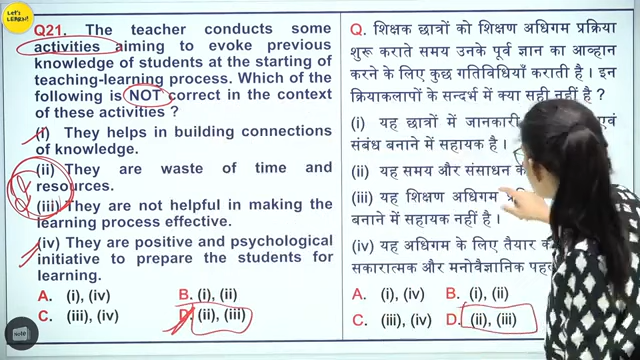 Let's LEARN!
Q21. The teacher conducts some
activities aiming to evoke previous
knowledge of students at the starting of
teaching-learning process. Which of the
following is NOT correct in the context
of these activities ?
(i) They helps in building connections
of knowledge.
(ii) They are waste of time and
resources.
(iii) They are not helpful in making the
learning process effective.
(iv) They are positive and psychological
initiative to prepare the students for
learning.
A. (i), (iv) B. (i), (ii)
C. (iii), (iv) D. (ii), (iii)
Q. शिक्षक छात्रों को शिक्षण अधिगम प्रक्रिया
शुरू कराते समय उनके पूर्व ज्ञान का आव्हान
करने के लिए कुछ गतिविधियाँ कराती है। इन
क्रियाकलापों के सन्दर्भ में क्या सही नहीं है ?
(i) यह छात्रों में जानकारी एवं
संबंध बनाने में सहायक है।
(ii) यह समय और संसाधन
(iii) यह शिक्षण अधिगम
बनाने में सहायक नहीं है।
(iv) यह अधिगम के लिए तैयार
सकारात्मक और मनोवैज्ञानिक
A. (i), (iv) B. (i), (ii)
C. (iii), (iv) D. (ii), (iii)